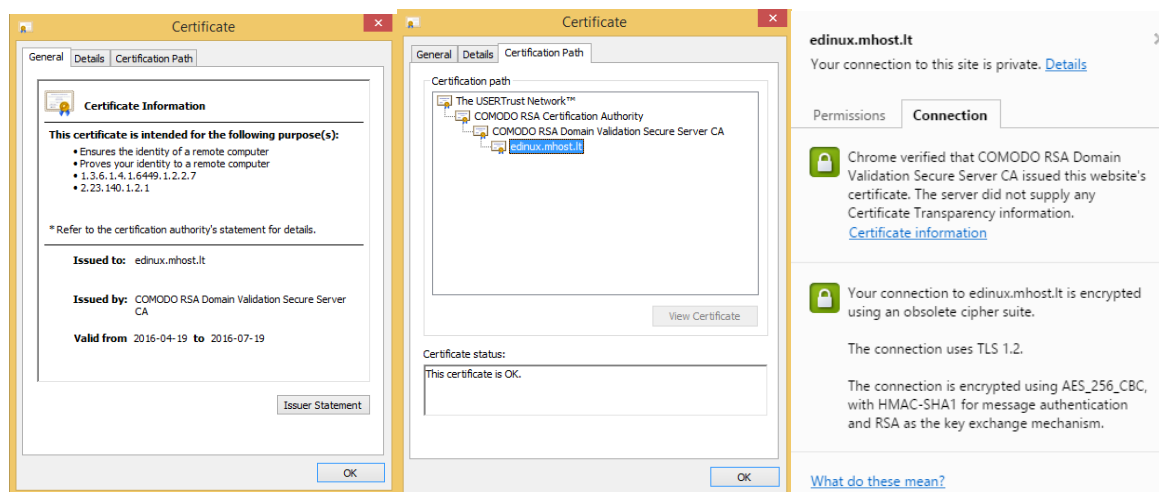 Certificate
General Details Certification Path
Certificate Information
This certificate is intended for the following purpose(s):
• Ensures the identity of a remote computer
• Proves your identity to a remote computer
• 1.3.6.1.4.1.6449.1.2.2.7
• 2.23.140.1.2.1
* Refer to the certification authority's statement for details.
Issued to: edinux.mhost.lt
Issued by: COMODO RSA Domain Validation Secure Server
CA
Valid from 2016-04-19 to 2016-07-19
Issuer Statement
OK
Certificate
General Details Certification Path
Certification path
The USERTrust Network™
COMODO RSA Certification Authority
COMODO RSA Domain Validation Secure Server CA
edinux.mhost.lt
View Certificate
Certificate status:
This certificate is OK.
OK
edinux.mhost.lt
Your connection to this site is private. Details
Permissions Connection
Chrome verified that COMODO RSA Domain
Validation Secure Server CA issued this website's
certificate. The server did not supply any
Certificate Transparency information.
Certificate information
Your connection to edinux.mhost.lt is encrypted
using an obsolete cipher suite.
The connection uses TLS 1.2.
The connection is encrypted using AES_256_CBC,
with HMAC-SHA1 for message authentication
and RSA as the key exchange mechanism.
What do these mean?